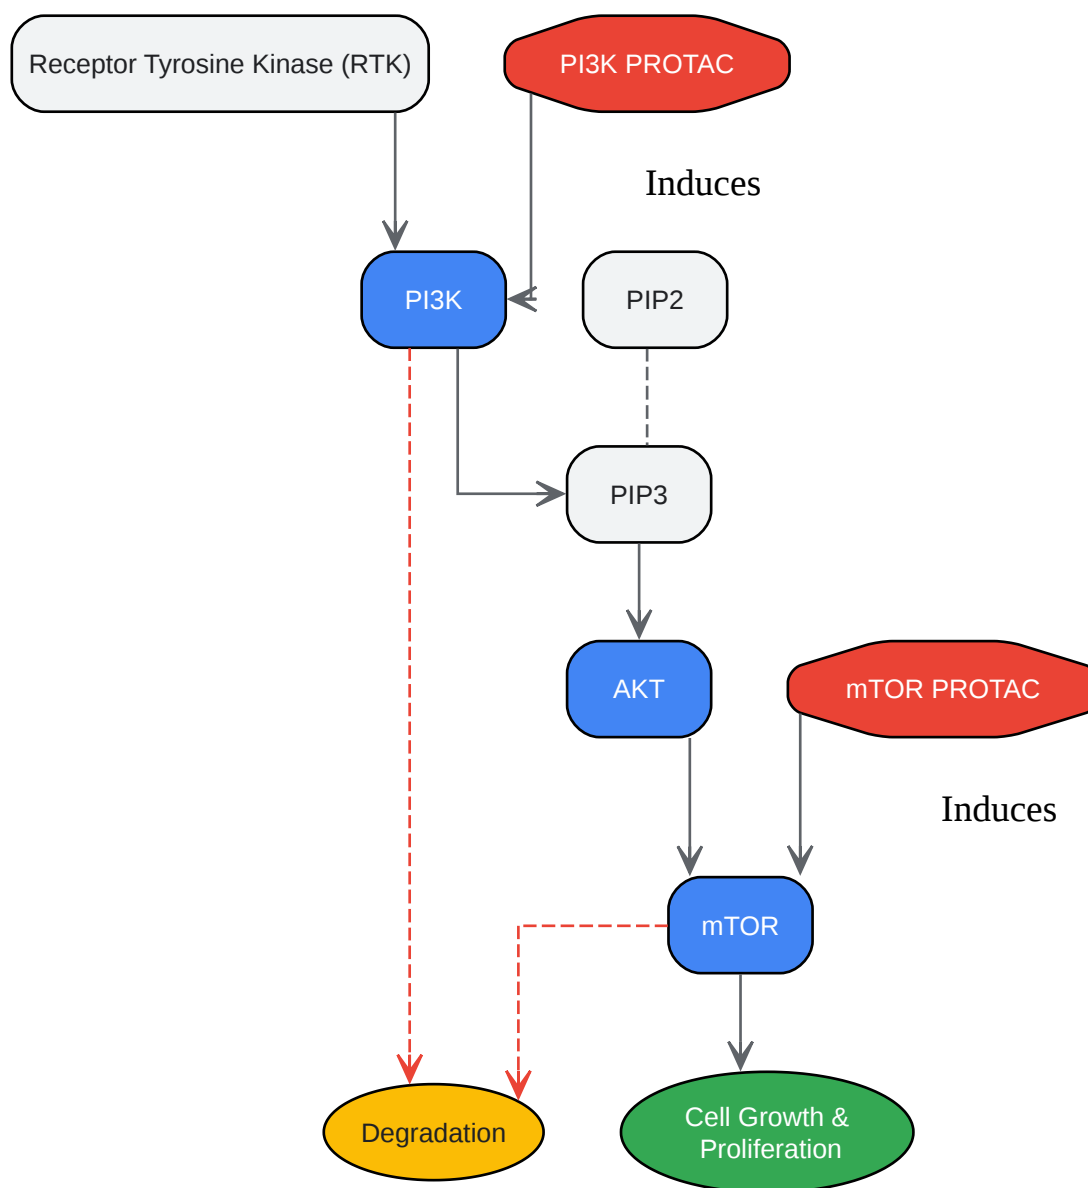 Receptor Tyrosine Kinase (RTK)
PI3K PROTAC
Induces
PI3K
PIP2
PIP3
AKT
mTOR PROTAC
Induces
mTOR
Degradation
Cell Growth &
Proliferation